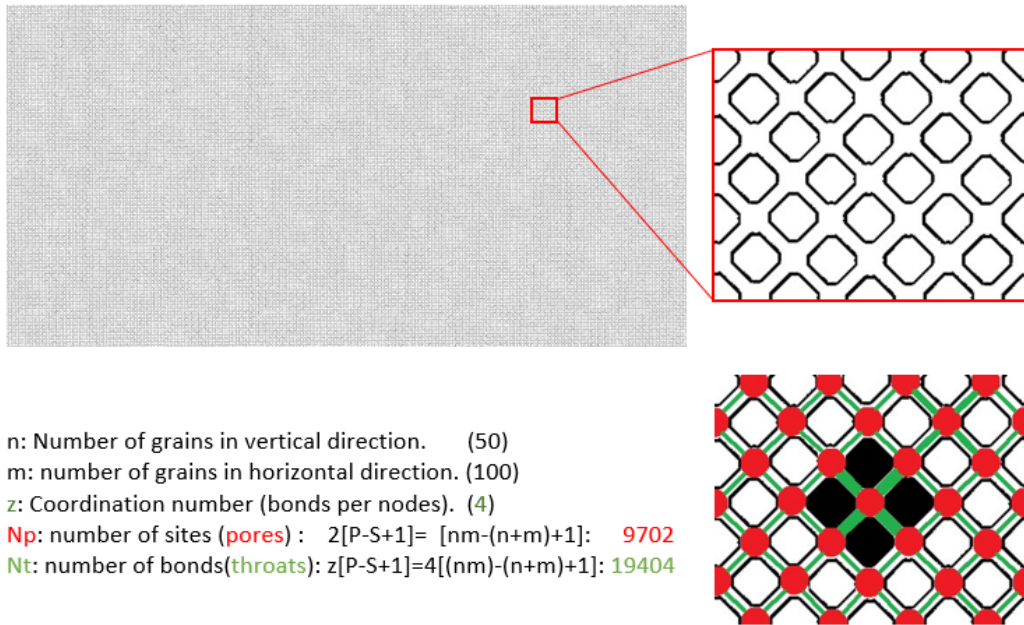 n: Number of grains in vertical direction. (50)
m: number of grains in horizontal direction. (100)
z: Coordination number (bonds per nodes). (4)
Np: number of sites (pores) : 2[P-S+1]= [nm-(n+m)+1]: 9702
Nt: number of bonds(throats): z[P-S+1]=4[(nm)-(n+m)+1]: 19404